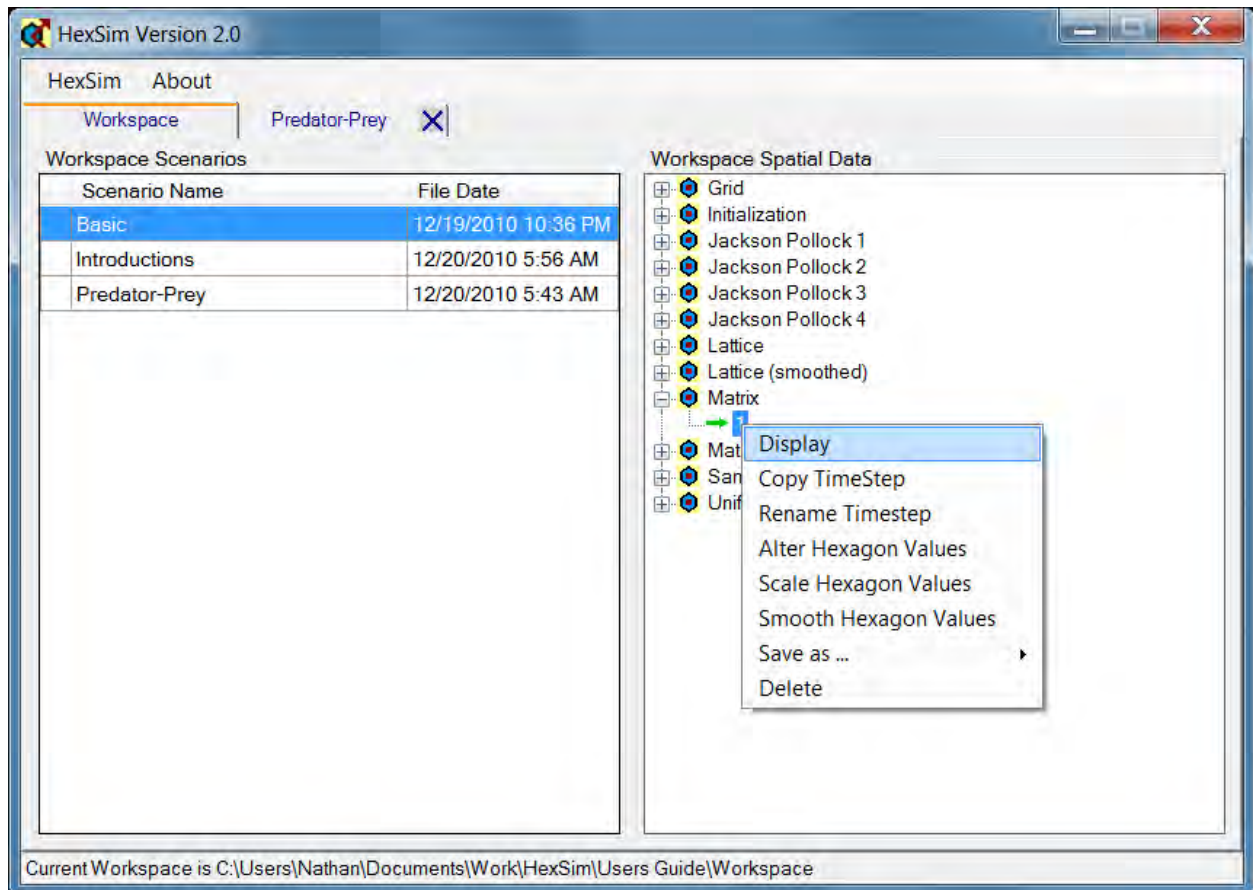 HexSim Version 2.0
HexSim About
Workspace Predator-Prey
Workspace Scenarios
Scenario Name File Date
Basic 12/19/2010 10:36 PM
Introductions 12/20/2010 5:56 AM
Predator-Prey 12/20/2010 5:43 AM
Workspace Spatial Data
Grid
Initialization
Jackson Pollock 1
Jackson Pollock 2
Jackson Pollock 3
Jackson Pollock 4
Lattice
Lattice (smoothed)
Matrix
1
Mat
San
Unif
Display
Copy TimeStep
Rename Timestep
Alter Hexagon Values
Scale Hexagon Values
Smooth Hexagon Values
Save as ...
Delete
Current Workspace is C:\Users\Nathan\Documents\Work\HexSim\Users Guide\Workspace